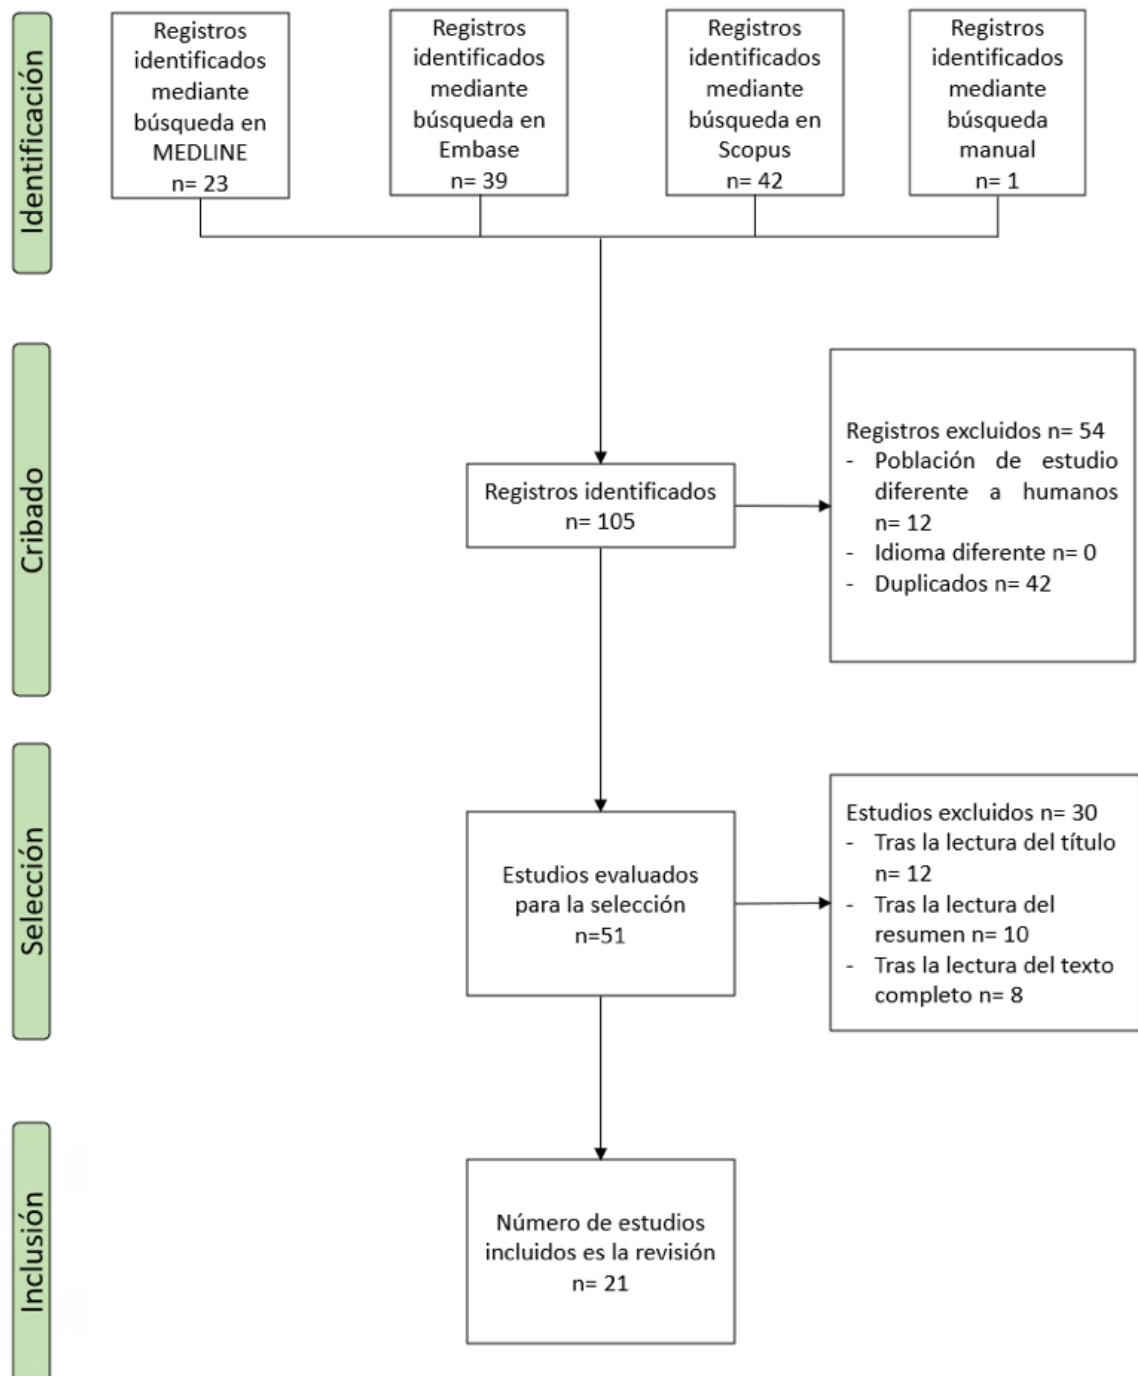 Identificación
Registros
identificados
mediante
búsqueda en
MEDLINE
n= 23
Registros
identificados
mediante
búsqueda en
Embase
n= 39
Registros
identificados
mediante
búsqueda en
Scopus
n= 42
Registros
identificados
mediante
búsqueda
manual
n= 1
Cribado
Registros identificados
n= 105
Registros excluidos n= 54
- Población de estudio
diferente a humanos
n= 12
- Idioma diferente n= 0
- Duplicados n= 42
Selección
Estudios evaluados
para la selección
n=51
Estudios excluidos n= 30
- Tras la lectura del título
n= 12
- Tras la lectura del
resumen n= 10
- Tras la lectura del texto
completo n= 8
Inclusión
Número de estudios
incluidos es la revisión
n= 21